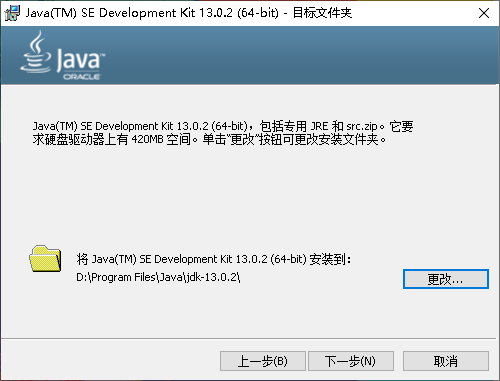 Java(TM) SE Development Kit 13.0.2 (64-bit) - 目标文件夹
Java™
ORACLE
Java(TM) SE Development Kit 13.0.2 (64-bit)，包括专用 JRE 和 src.zip。它要
求硬盘驱动器上有 420MB 空间。单击“更改”按钮可更改安装文件夹。
将 Java(TM) SE Development Kit 13.0.2 (64-bit) 安装到：
D:\Program Files\Java\jdk-13.0.2\
更改...
上一步(B)
下一步(N)
取消